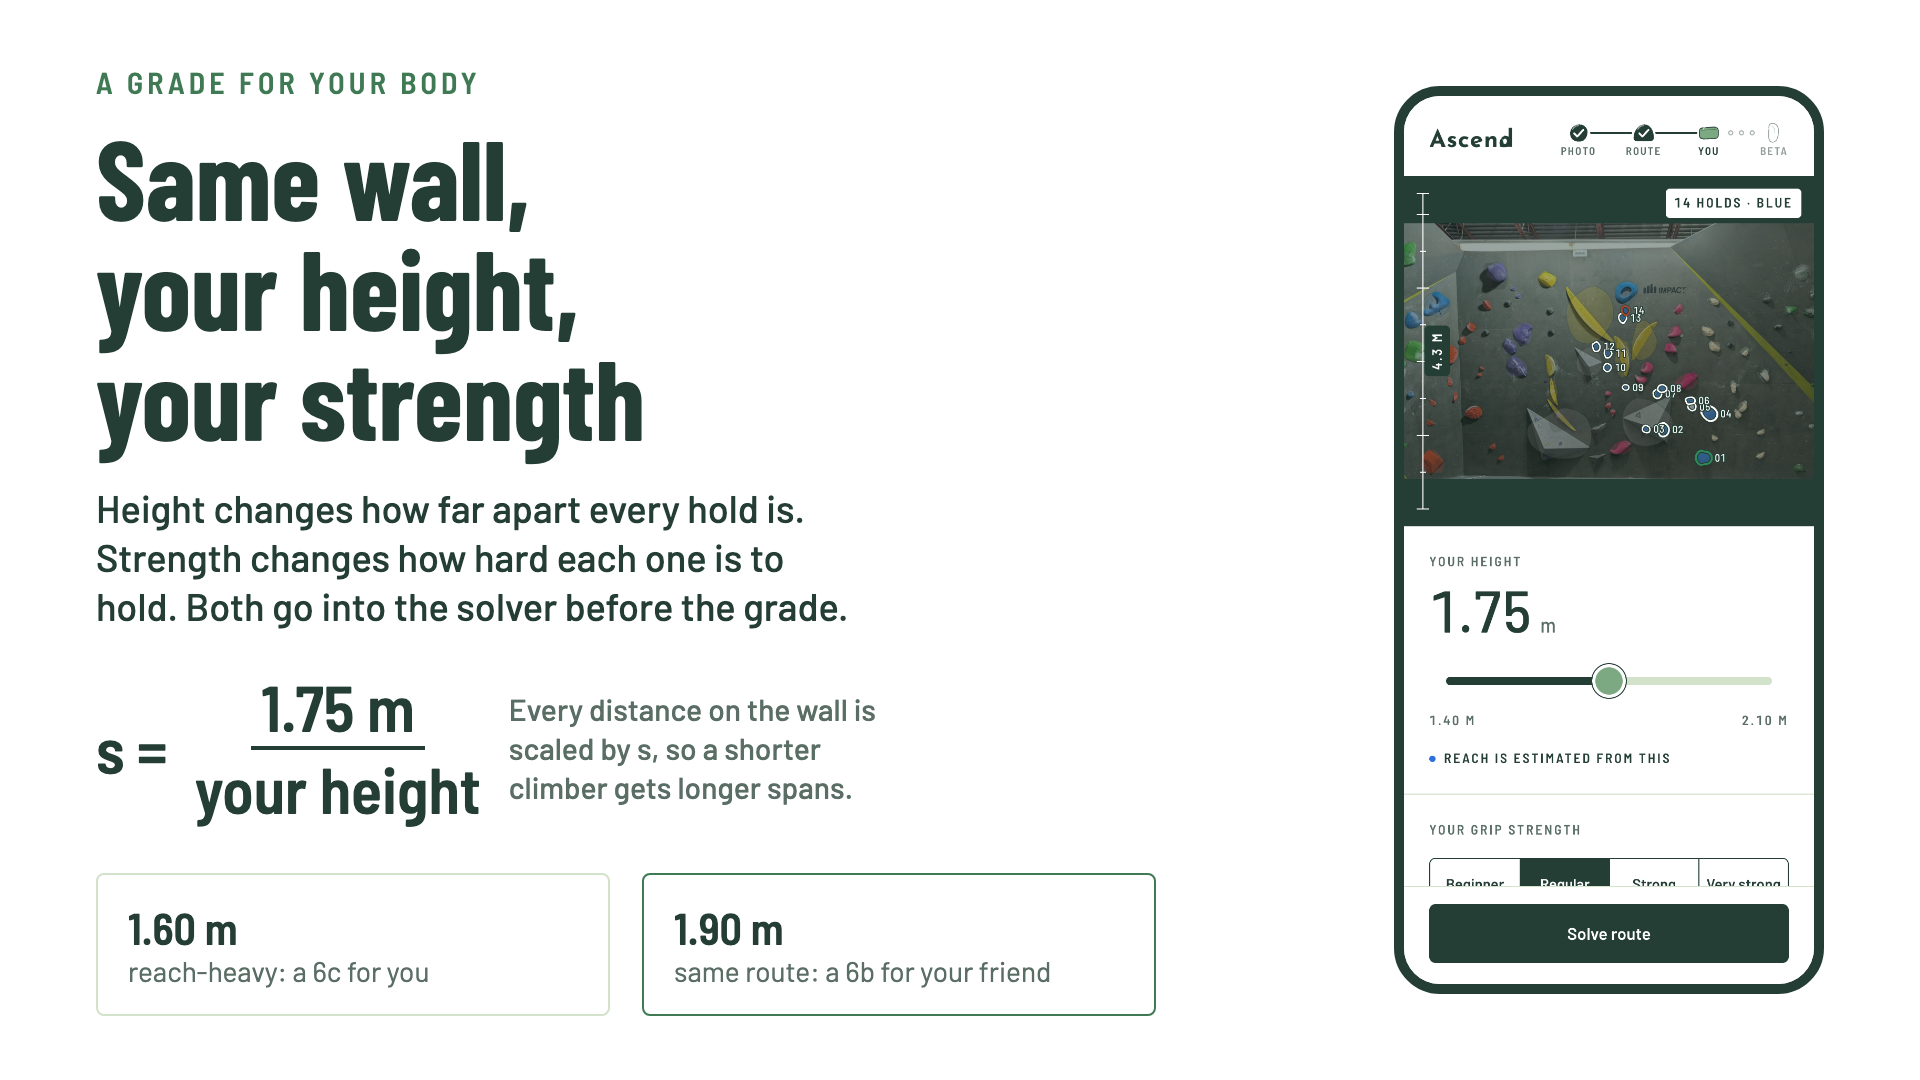 A GRADE FOR YOUR BODY
Same wall,
your height,
your strength
Height changes how far apart every hold is.
Strength changes how hard each one is to
hold. Both go into the solver before the grade.
s =
1.75 m
your height
Every distance on the wall is
scaled by s, so a shorter
climber gets longer spans.
1.60 m
reach-heavy: a 6c for you
1.90 m
same route: a 6b for your friend
Ascend
PHOTO
ROUTE
YOU
BETA
14 HOLDS · BLUE
4.3 M
IMPACT
14
13
12
11
10
09
08
07
06
05
04
03
02
01
YOUR HEIGHT
1.75 m
1.40 M
2.10 M
REACH IS ESTIMATED FROM THIS
YOUR GRIP STRENGTH
Beginner
Regular
Strong
Very strong
Solve route